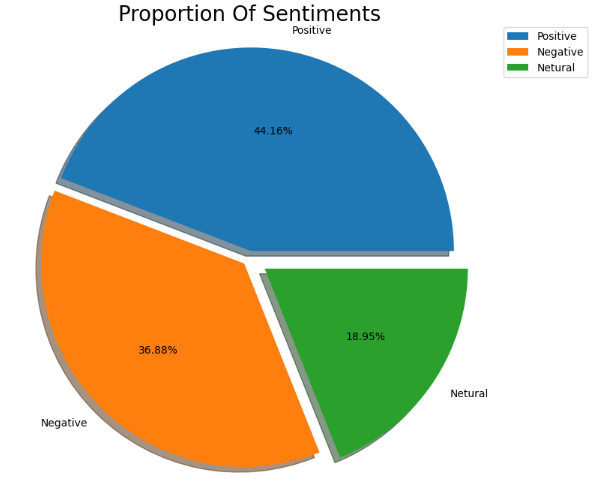 Proportion Of Sentiments
Positive
Positive
Negative
Netural
44.16%
36.88%
18.95%
Netural
Negative